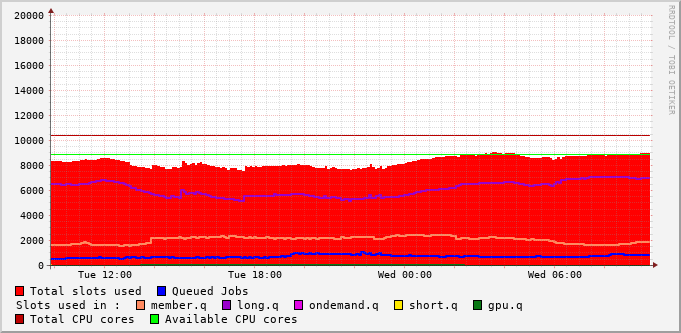 20000
18000
16000
14000
12000
10000
8000
6000
4000
2000
0
Tue 12:00 Tue 18:00 Wed 00:00 Wed 06:00
RRDTOOL / TOBI OETIKER
Total slots used Queued Jobs
Slots used in : member.q long.q ondemand.q short.q gpu.q
Total CPU cores Available CPU cores